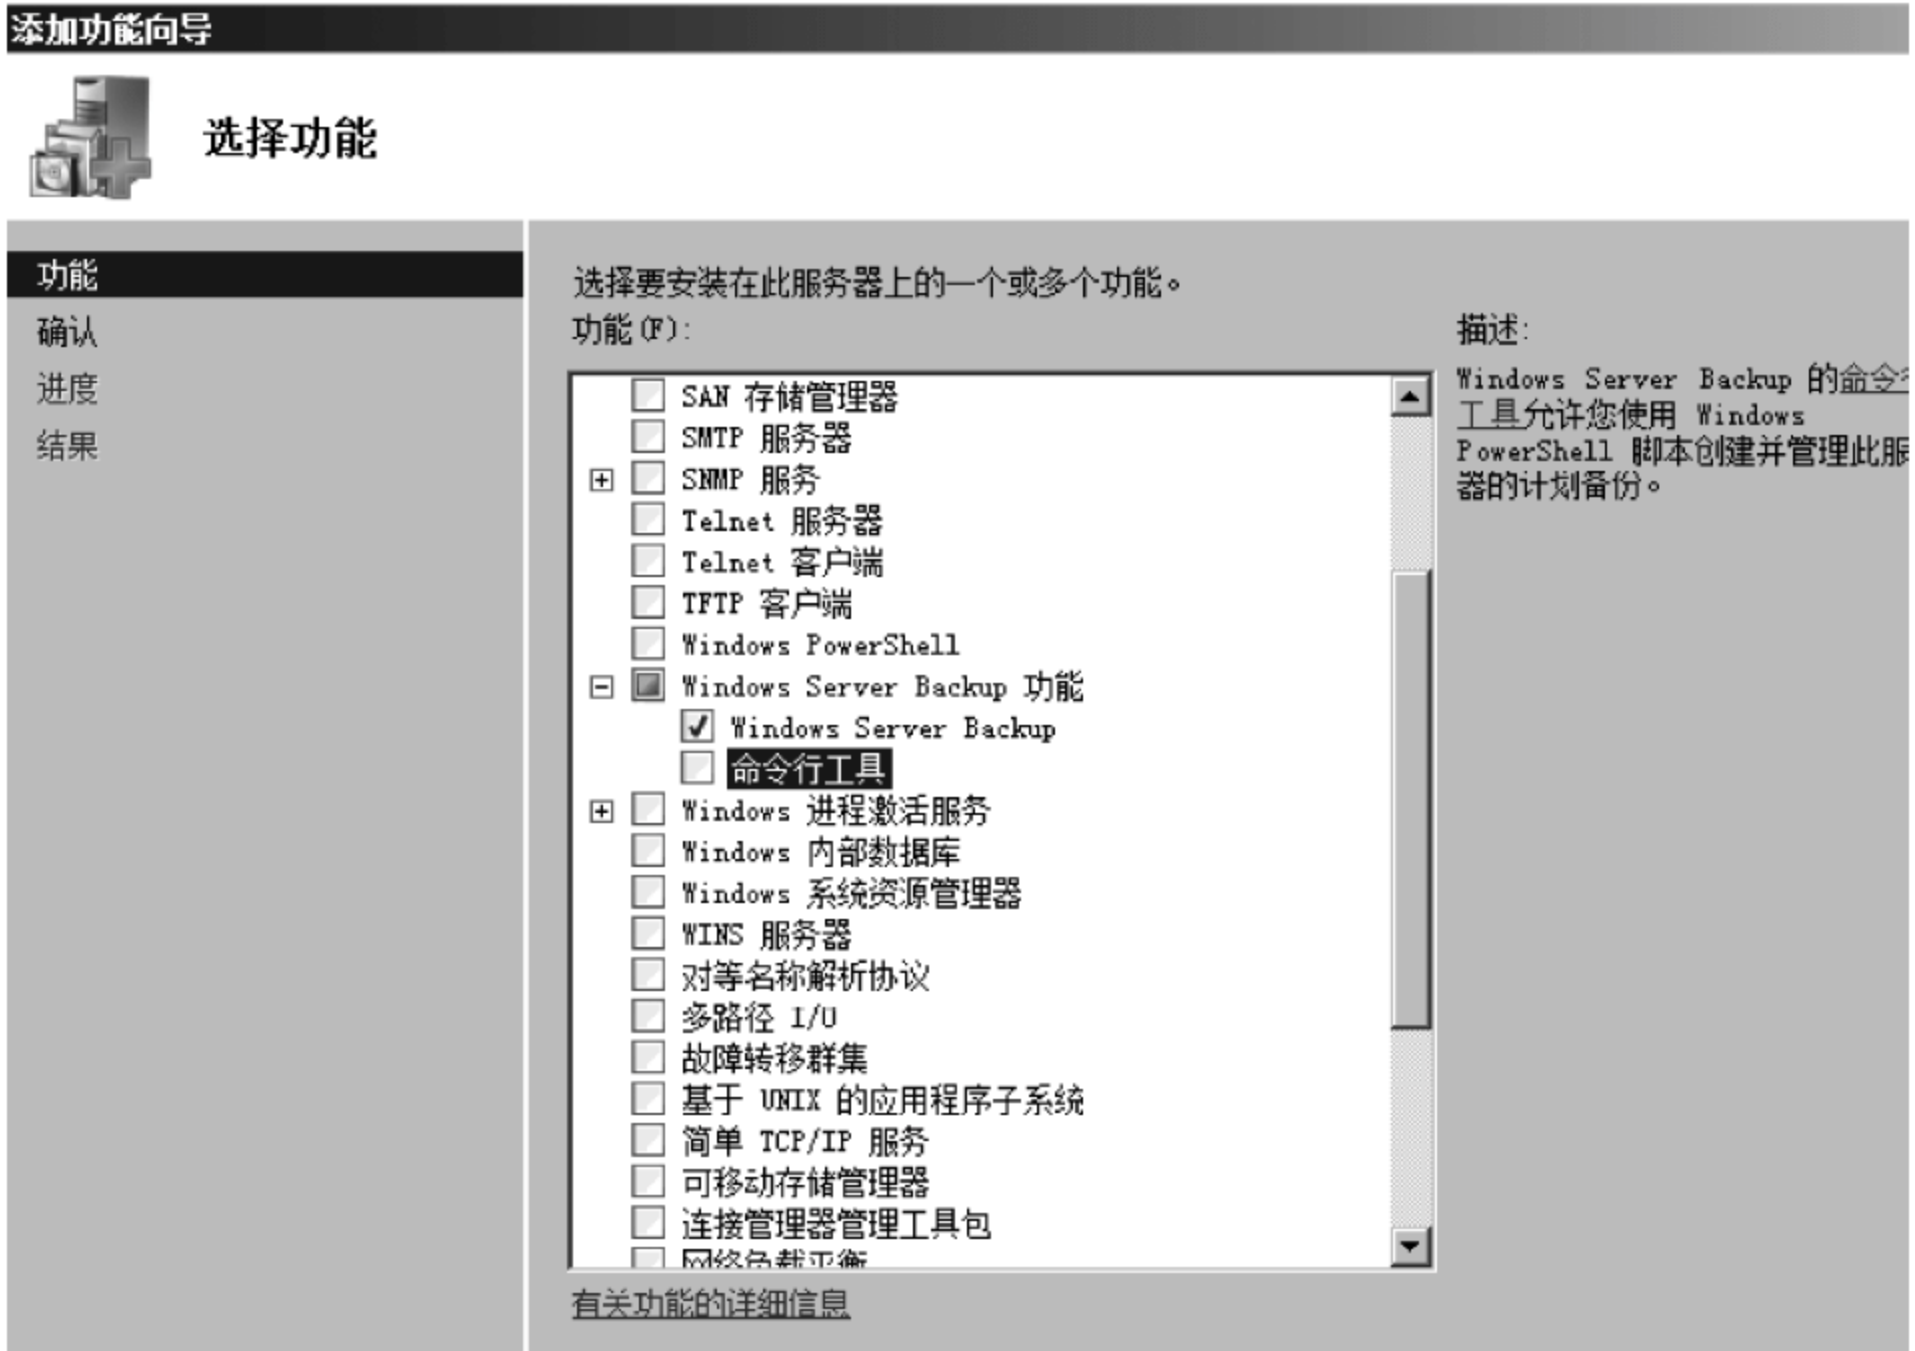 添加功能向导
选择功能
功能
确认
进度
结果
选择要安装在此服务器上的一个或多个功能。
功能(F):
SAN 存储管理器
SMTP 服务器
SNMP 服务
Telnet 服务器
Telnet 客户端
TFTP 客户端
Windows PowerShell
Windows Server Backup 功能
Windows Server Backup
命令行工具
Windows 进程激活服务
Windows 内部数据库
Windows 系统资源管理器
WINS 服务器
对等名称解析协议
多路径 I/O
故障转移群集
基于 UNIX 的应用程序子系统
简单 TCP/IP 服务
可移动存储管理器
连接管理器管理工具包
网络负载平衡
有关功能的详细信息
描述:
Windows Server Backup 的命令
工具允许您使用 Windows
PowerShell 脚本创建并管理此服
器的计划备份。